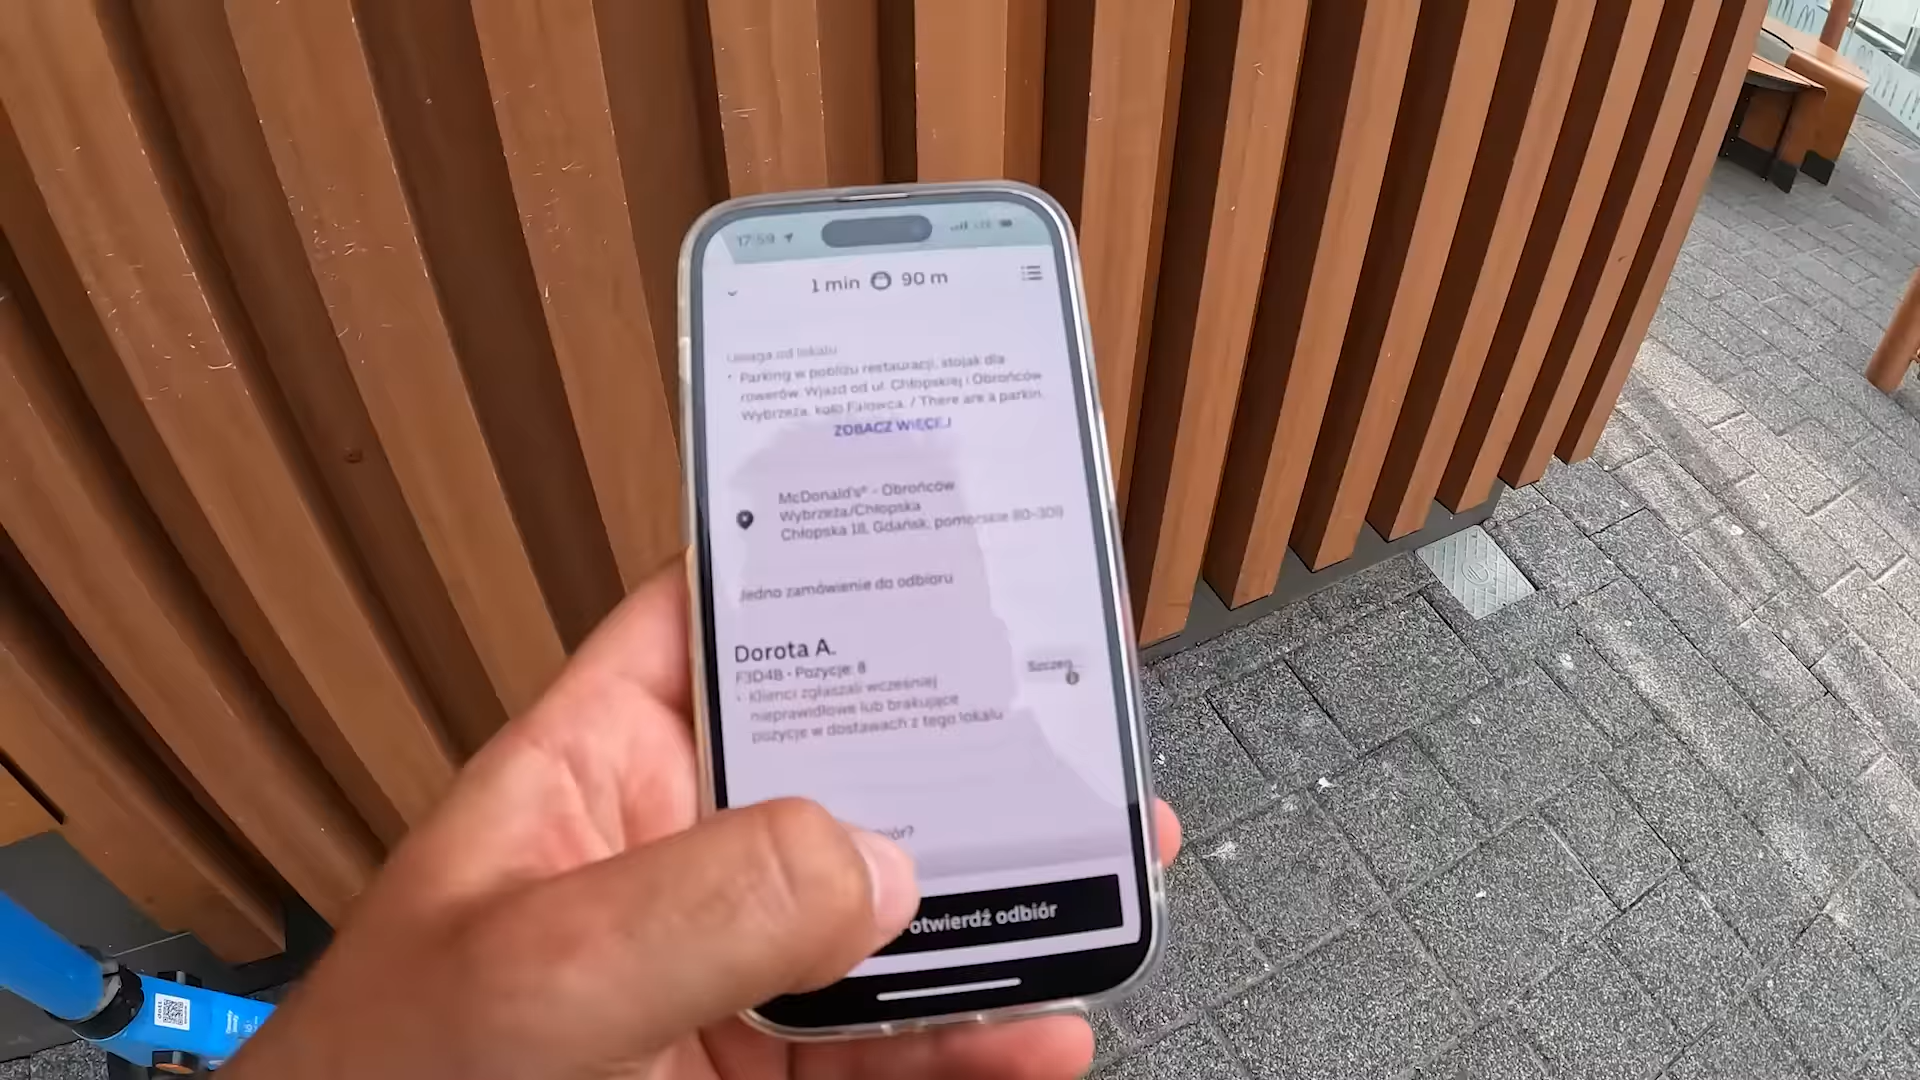 17:59
1 min 90 m
Uwaga od lokalu
• Parking w pobliżu restauracji, stojak dla
rowerów. Wjazd od ul. Chłopskiej i Obrońców
Wybrzeża, koło Falowca. / There are a parkin...
ZOBACZ WIĘCEJ
McDonald's® - Obrońców
Wybrzeża/Chłopska
Chłopska 18, Gdańsk, pomorskie 80-309
Jedno zamówienie do odbioru
Dorota A.
F3D4B • Pozycje: 8
Szczeg...
• Klienci zgłaszali wcześniej
nieprawidłowe lub brakujące
pozycje w dostawach z tego lokalu
biór?
otwierdź odbiór